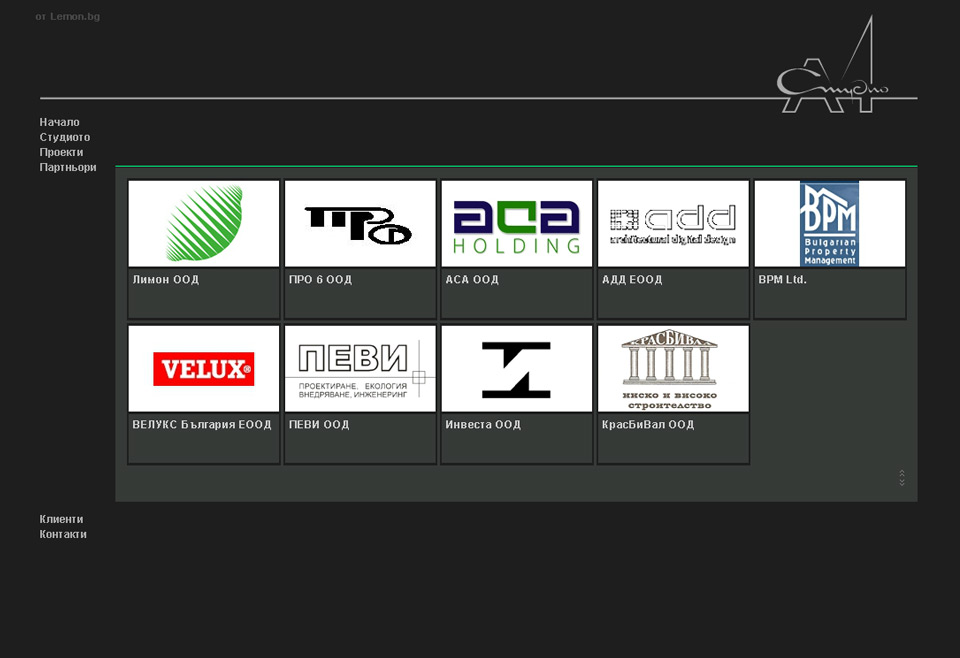 от Lemon.bg
Студио
А4
Начало
Студиото
Проекти
Партньори
ПРО
aca
HOLDING
add
architectural digital design
BPM
Bulgarian
Property
Management
Лимон ООД
ПРО 6 ООД
АСА ООД
АДД ЕООД
BPM Ltd.
VELUX®
ПЕВИ
ПРОЕКТИРАНЕ, ЕКОЛОГИЯ
ВНЕДРЯВАНЕ, ИНЖЕНЕРИНГ
КРАСБИВАЛ
ниско и високо
строителство
ВЕЛУКС България ЕООД
ПЕВИ ООД
Инвеста ООД
КрасБиВал ООД
Клиенти
Контакти